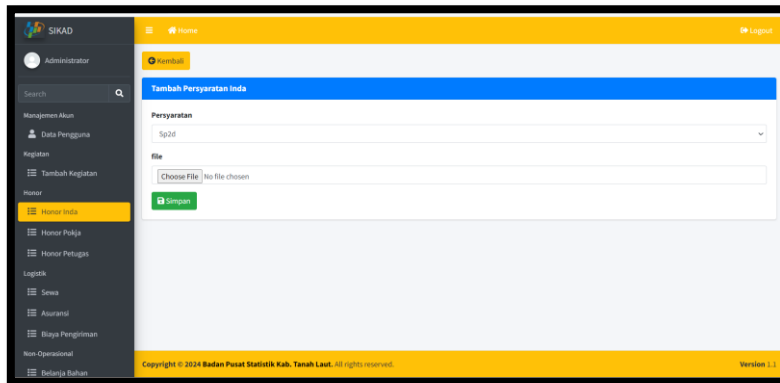 SIKAD
Home
Logout
Administrator
Kembali
Search
Tambah Persyaratan Inda
Manajemen Akun
Persyaratan
Data Pengguna
Sp2d
Kegiatan
file
Tambah Kegiatan
Choose File No file chosen
Honor
Simpan
Honor Inda
Honor Pokja
Honor Petugas
Logistik
Sewa
Asuransi
Biaya Pengiriman
Non-Operasional
Belanja Bahan
Copyright © 2024 Badan Pusat Statistik Kab. Tanah Laut. All rights reserved.
Version 1.1